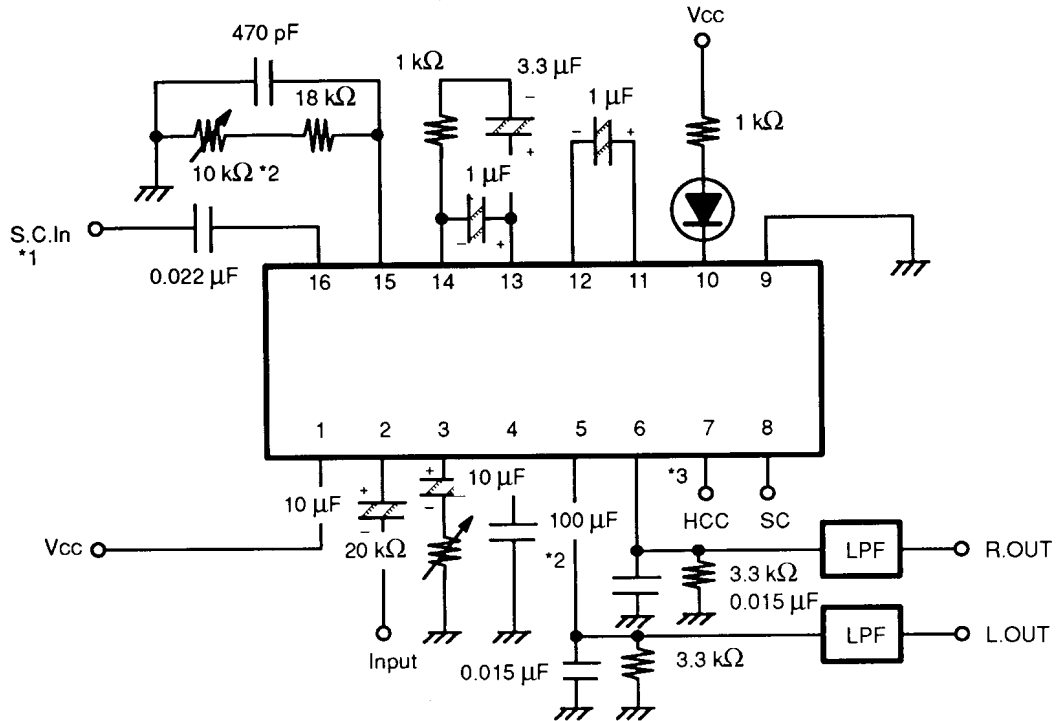 Vcc
470 pF
1 kΩ
3.3 µF
18 kΩ
1 µF
1 kΩ
10 kΩ *2
1 µF
S.C.In
*1
0.022 µF
16 15 14 13 12 11 10 9
1 2 3 4 5 6 7 8
*3
10 µF
10 µF
100 µF
HCC SC
Vcc
20 kΩ
*2
LPF R.OUT
3.3 kΩ
0.015 µF
LPF L.OUT
Input
0.015 µF
3.3 kΩ
- + - + - + + - + -